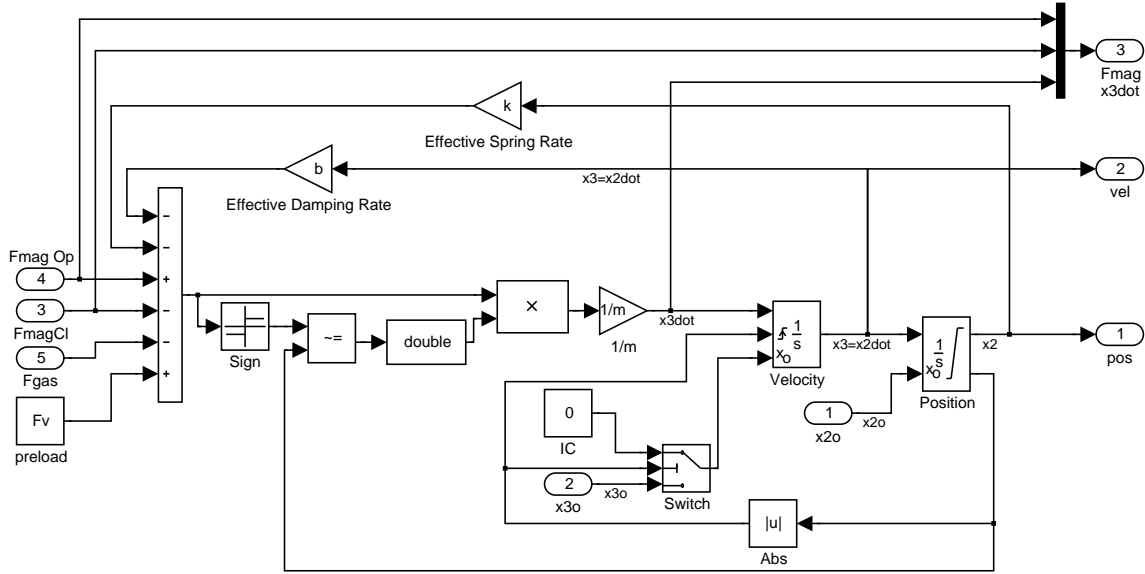 3
Fmag
x3dot
k
Effective Spring Rate
b
x3=x2dot
2
vel
Effective Damping Rate
−
−
Fmag Op
4
+
3
−
FmagCl
−
5
Fgas
+
Fv
preload
Sign
~=
double
×
1/m
1/m
x3dot
1
s
xo
Velocity
x3=x2dot
1
s
xo
Position
x2
1
pos
1
x2o
x2o
0
IC
2
x3o
x3o
Switch
|u|
Abs